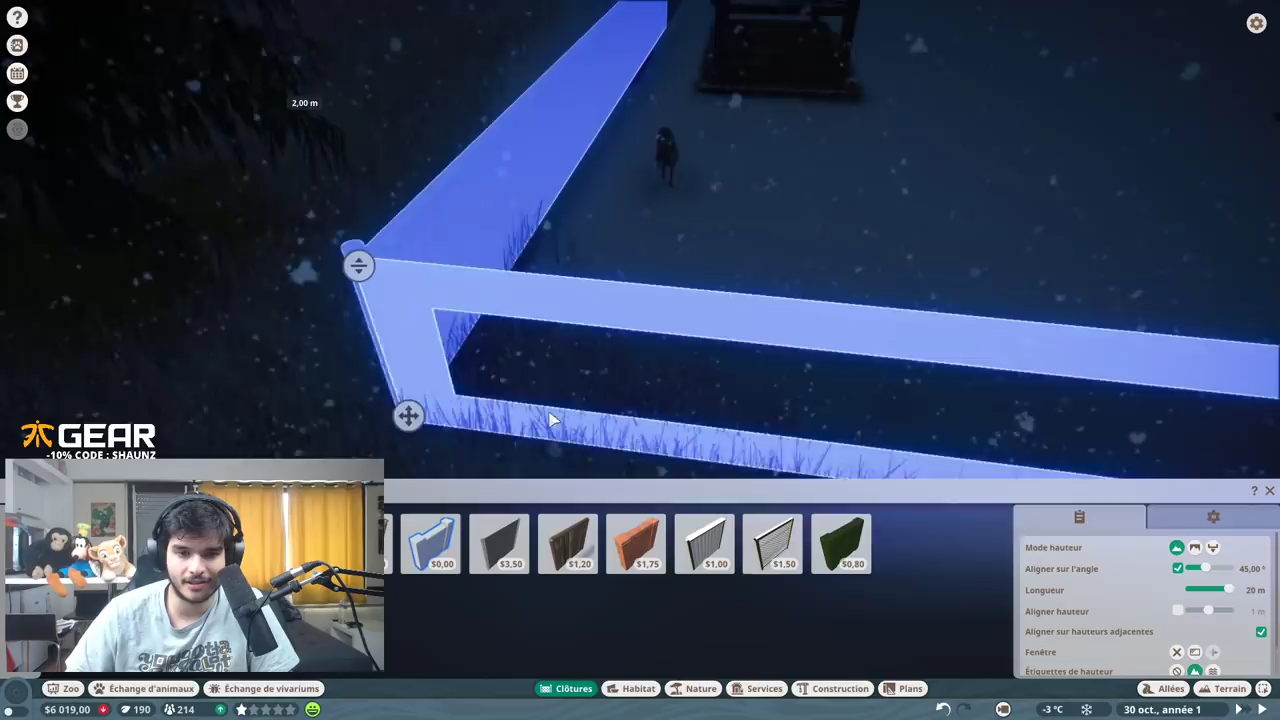 ?
2,00 m
GEAR
-10% CODE : SHAUNZ
? ×
$0,00
$3,50
$1,20
$1,75
$1,00
$1,50
$0,80
Mode hauteur
Aligner sur l'angle 45,00 °
Longueur 20 m
Aligner hauteur 1 m
Aligner sur hauteurs adjacentes
Fenêtre
Étiquettes de hauteur
Zoo
Échange d'animaux
Échange de vivariums
Clôtures
Habitat
Nature
Services
Construction
Plans
Allées
Terrain
$6 019,00
190
214
-3 °C
30 oct., année 1